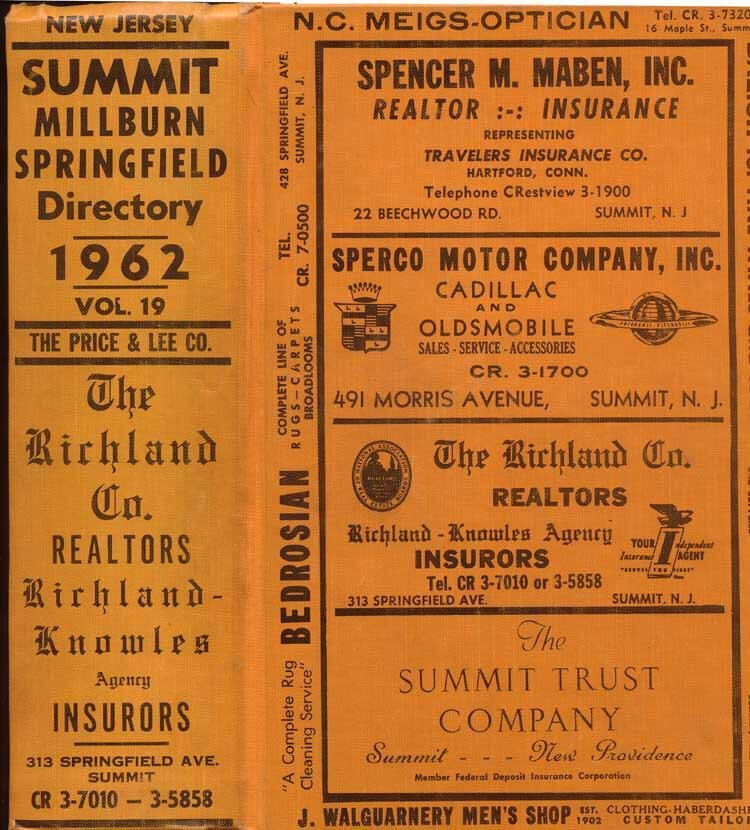 NEW JERSEY
SUMMIT
MILLBURN
SPRINGFIELD
Directory
1962
VOL. 19
THE PRICE & LEE CO.
The
Richland
Co.
REALTORS
Richland-
Knowles
Agency
INSURORS
313 SPRINGFIELD AVE.
SUMMIT
CR 3-7010 — 3-5858
428 SPRINGFIELD AVE.
SUMMIT, N. J.
TEL.
CR. 7-0500
COMPLETE LINE OF
RUGS-CARPETS
BROADLOOMS
BEDROSIAN
"A Complete Rug
Cleaning Service"
N.C. MEIGS-OPTICIAN
Tel. CR. 3-7320
16 Maple St., Summ
SPENCER M. MABEN, INC.
REALTOR :-: INSURANCE
REPRESENTING
TRAVELERS INSURANCE CO.
HARTFORD, CONN.
Telephone CRestview 3-1900
22 BEECHWOOD RD. SUMMIT, N. J
SPERCO MOTOR COMPANY, INC.
CADILLAC
AND
OLDSMOBILE
SALES - SERVICE - ACCESSORIES
CR. 3-1700
491 MORRIS AVENUE, SUMMIT, N. J.
The Richland Co.
REALTORS
Richland - Knowles Agency
INSURORS
Tel. CR 3-7010 or 3-5858
313 SPRINGFIELD AVE. SUMMIT, N. J.
YOUR Independent
Insurance AGENT
"SERVES YOU FIRST"
The
SUMMIT TRUST
COMPANY
Summit - - - New Providence
Member Federal Deposit Insurance Corporation
J. WALGUARNERY MEN'S SHOP EST. 1902
CLOTHING-HABERDASHE
CUSTOM TAILO